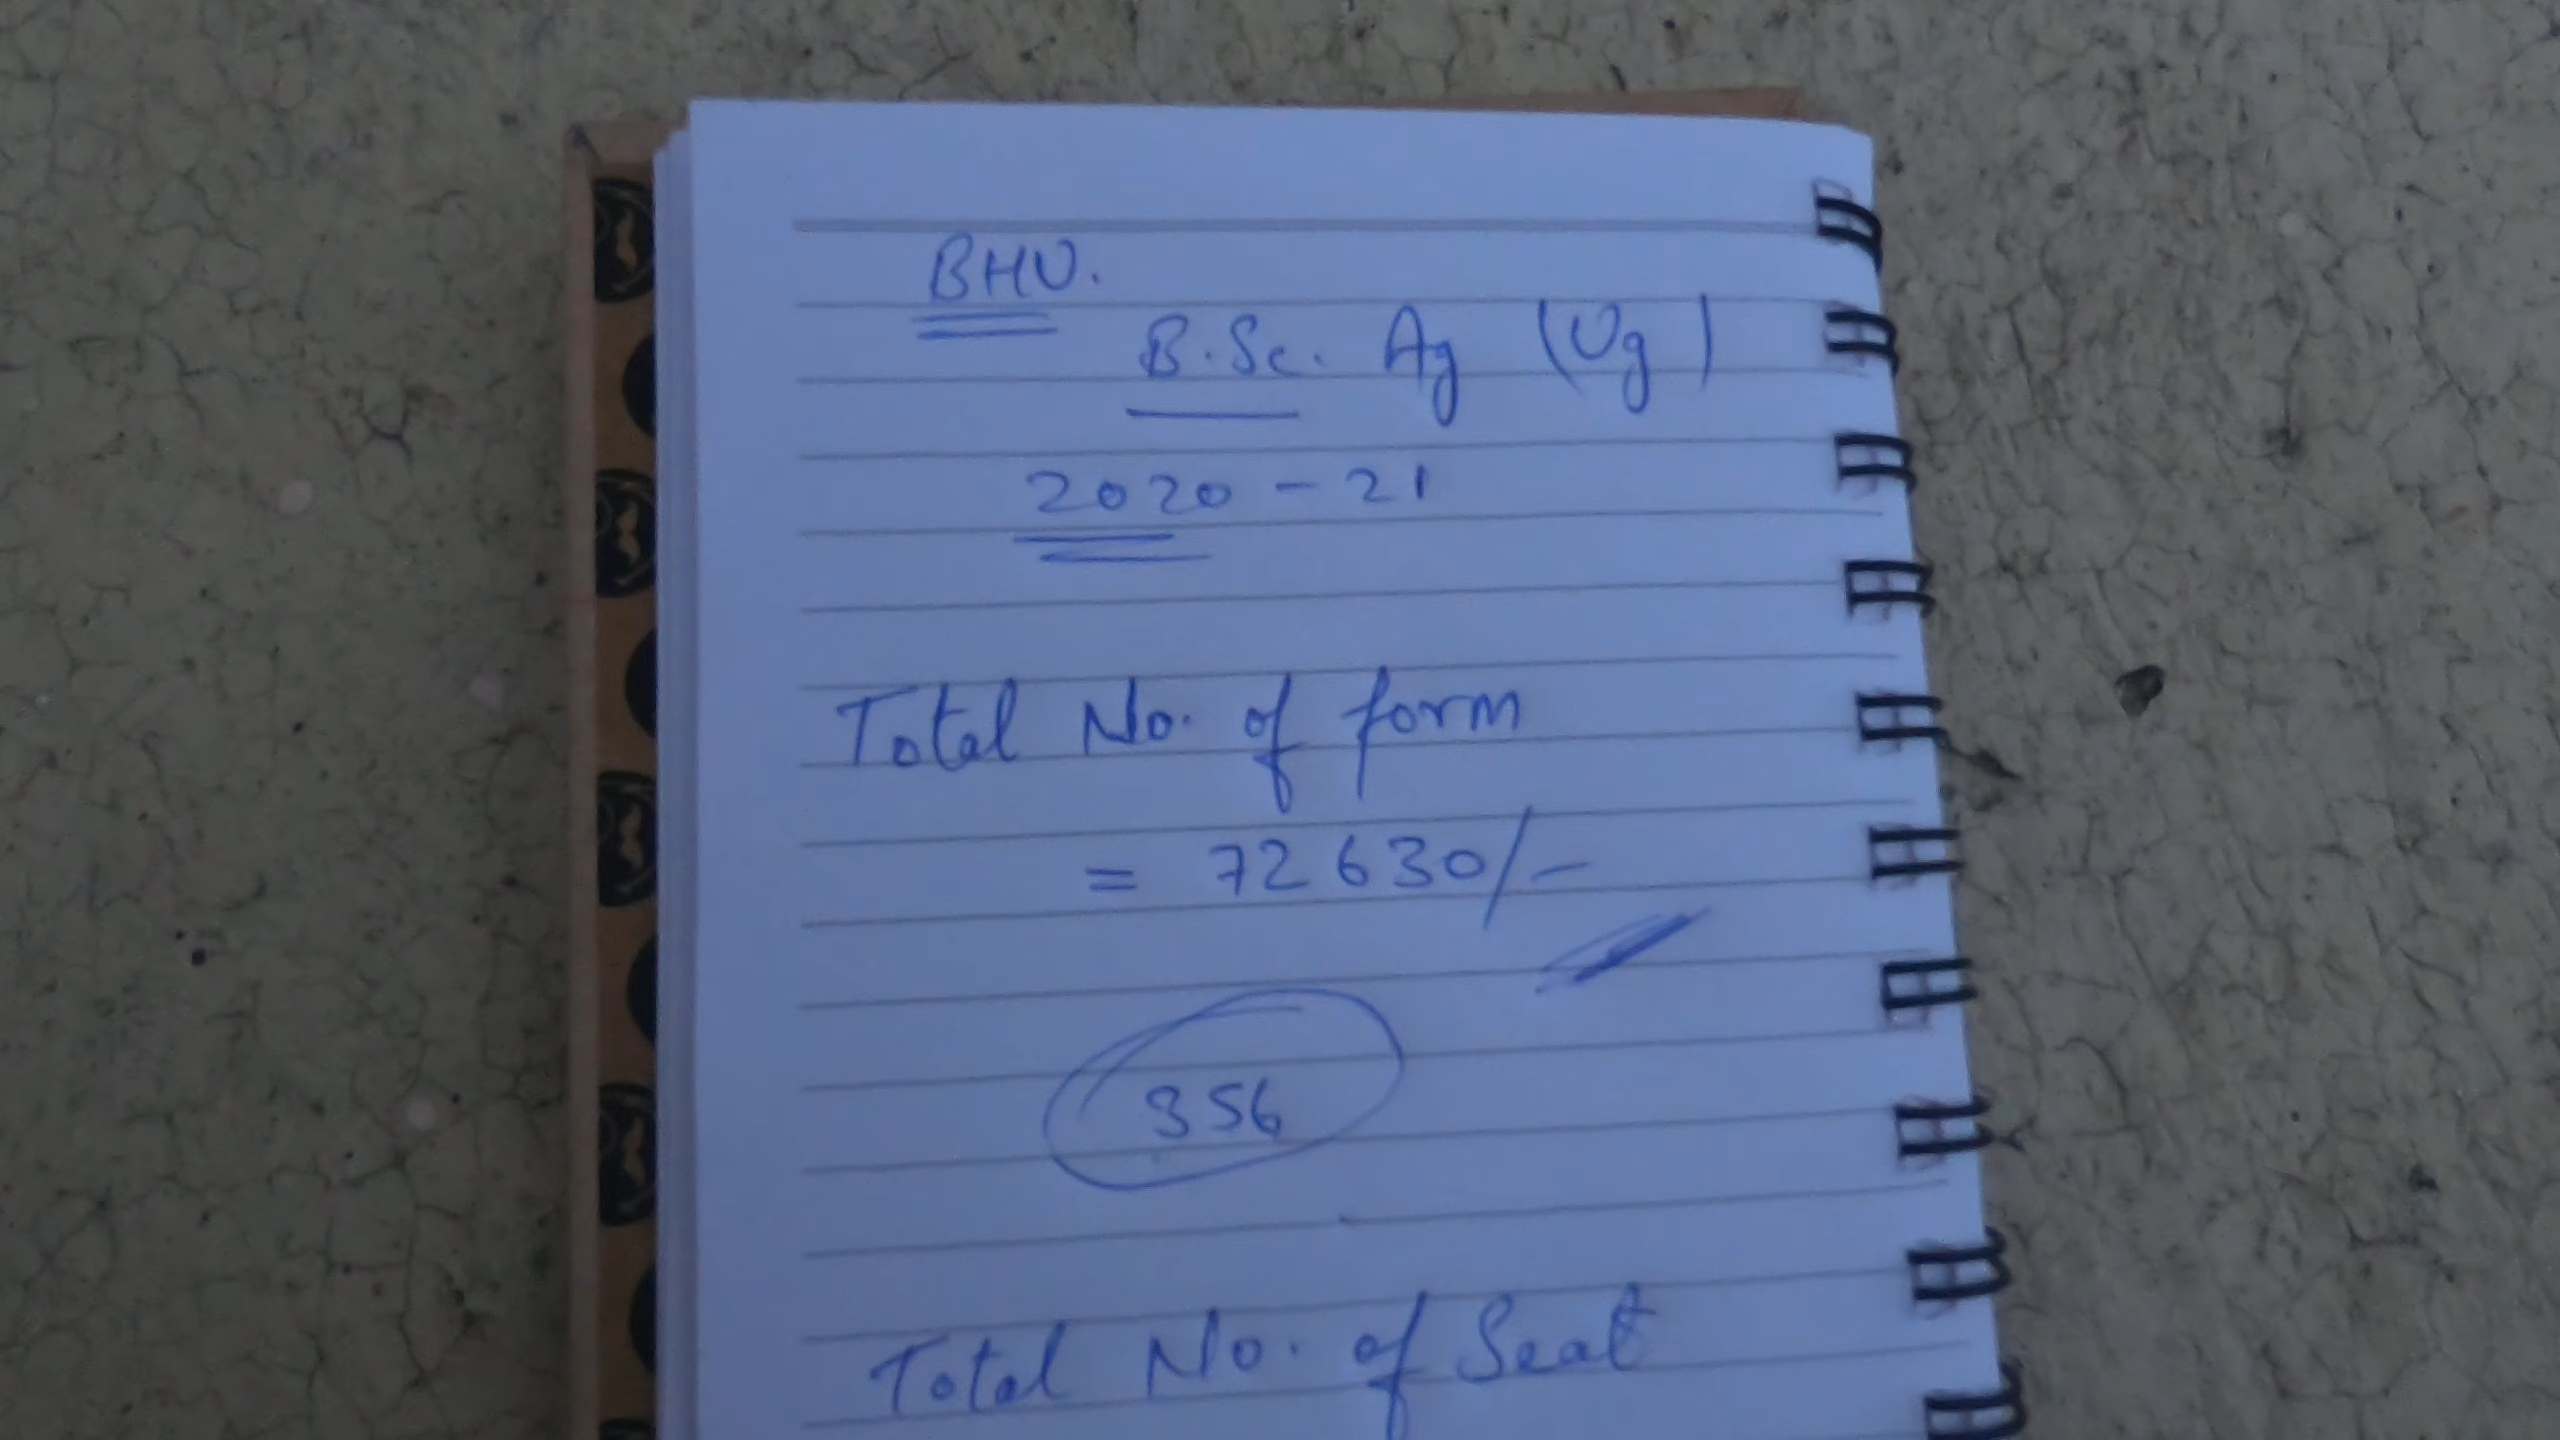 BHU.
B.Sc. Ag (Ug)
2020-21
Total No. of form
= 72630/-
356
Total No. of Seat